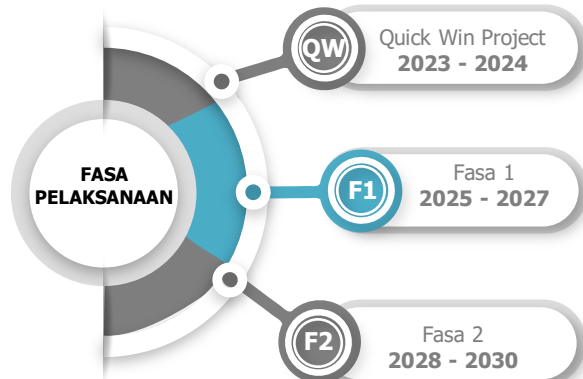 QW
Quick Win Project
2023 - 2024
FASA
PELAKSANAAN
F1
Fasa 1
2025 - 2027
F2
Fasa 2
2028 - 2030